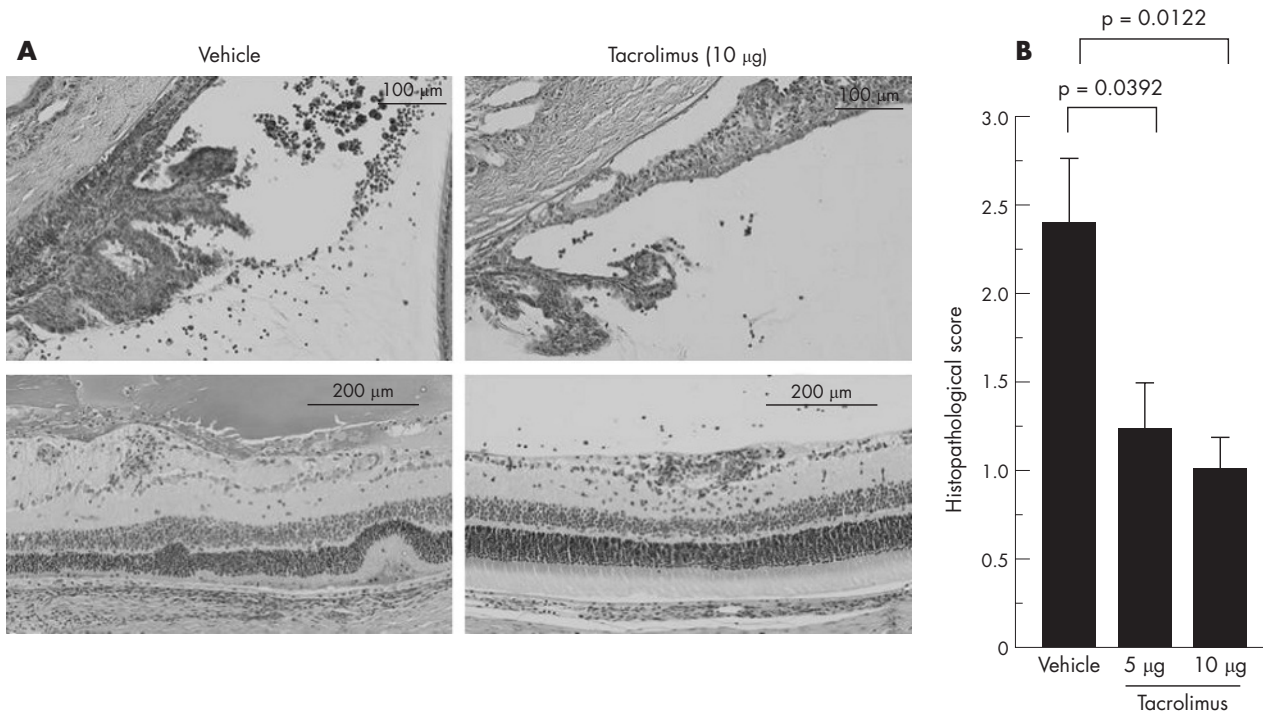 A
Vehicle
Tacrolimus (10 μg)
100 μm
100 μm
200 μm
200 μm
B
p = 0.0122
p = 0.0392
3.0
2.5
2.0
1.5
1.0
0.5
0
Histopathological score
Vehicle
5 μg
10 μg
Tacrolimus